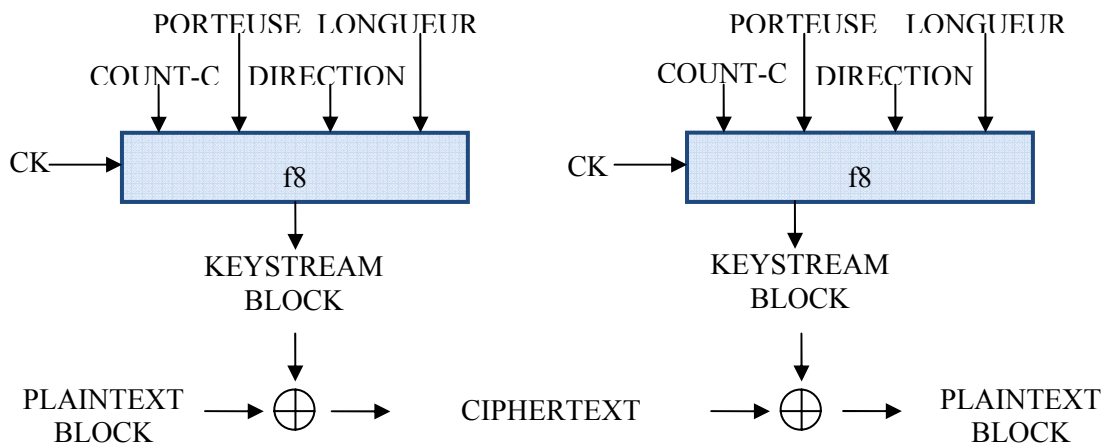 PORTEUSE LONGUEUR
COUNT-C DIRECTION
CK
f8
KEYSTREAM
BLOCK
PORTEUSE LONGUEUR
COUNT-C DIRECTION
CK
f8
KEYSTREAM
BLOCK
PLAINTEXT
BLOCK
CIPHERTEXT
PLAINTEXT
BLOCK